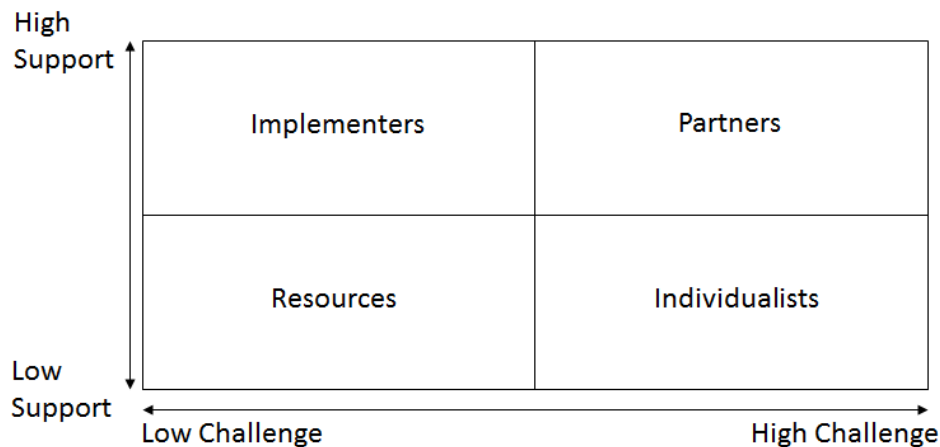 High
Support
Implementers
Partners
Resources
Individualists
Low
Support
Low Challenge
High Challenge